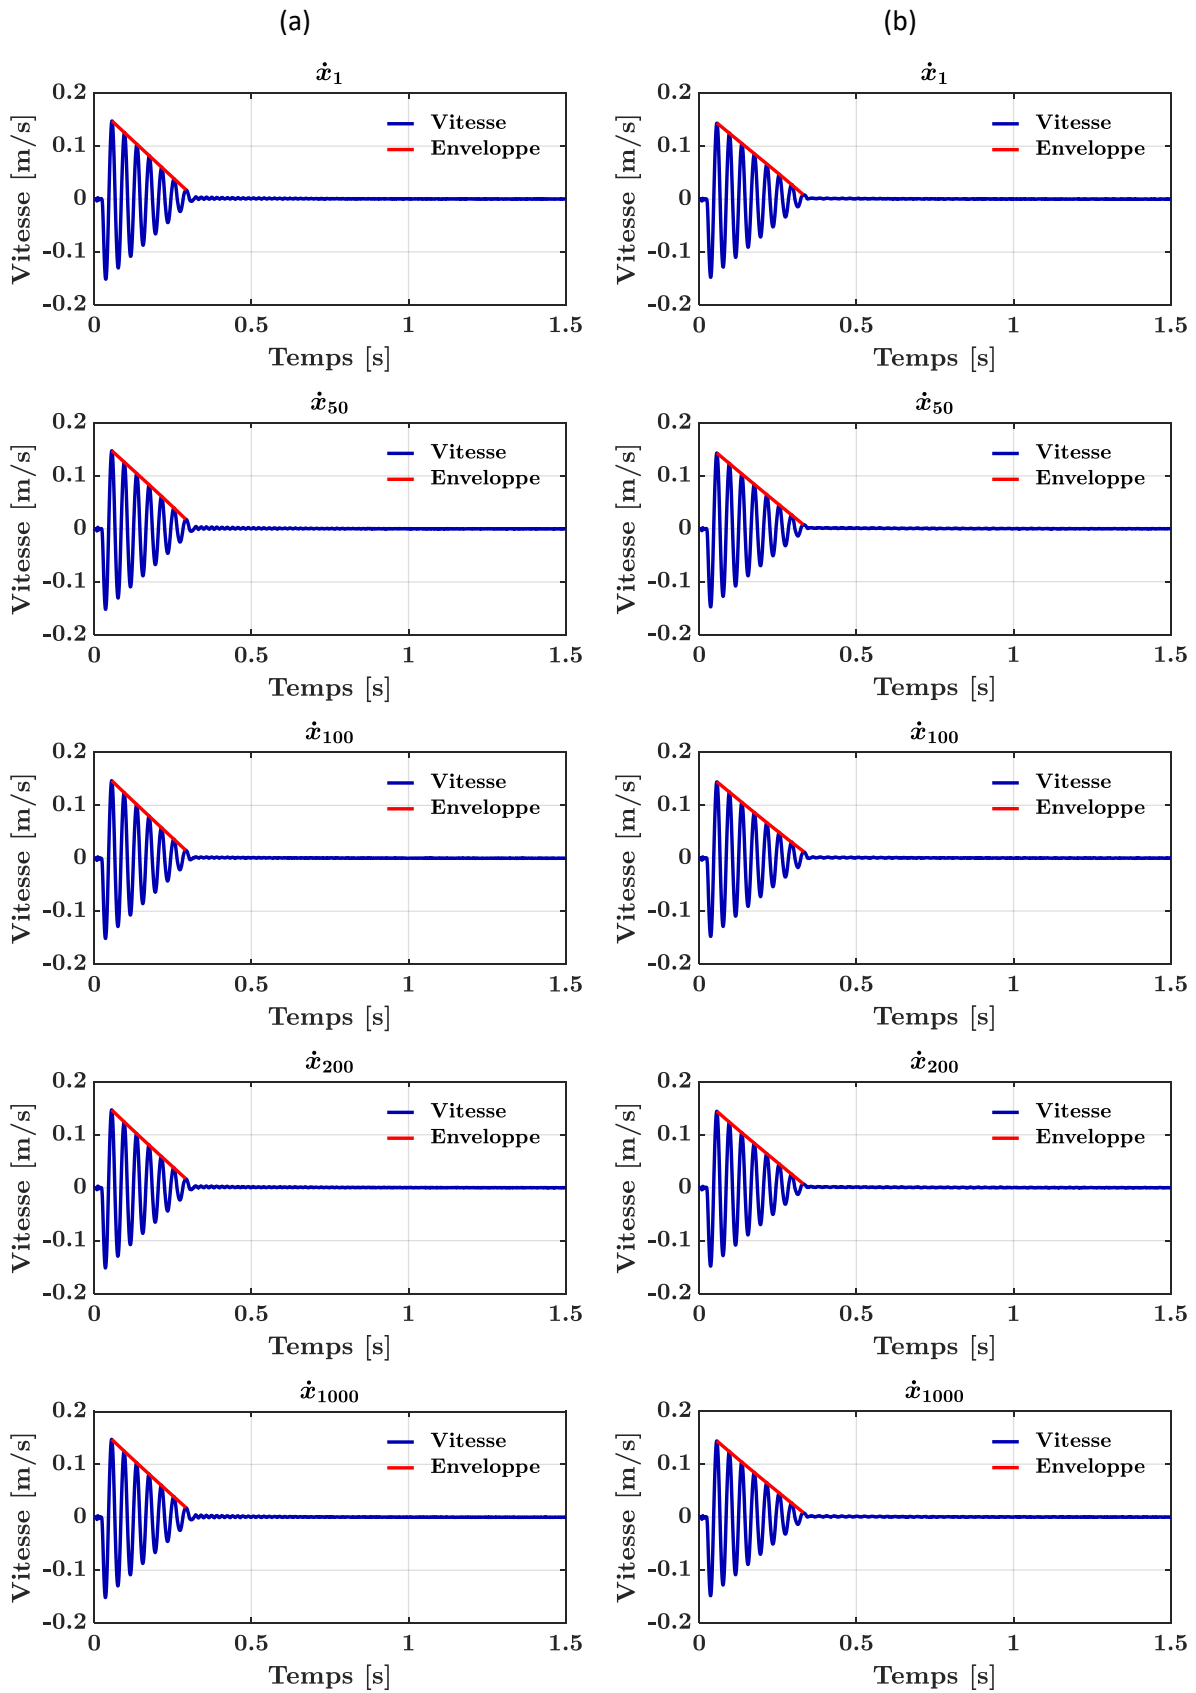 (a) (b)
ẋ₁ ẋ₁
0.2 0.2
Vitesse Vitesse
0.1 0.1
Enveloppe Enveloppe
Vitesse [m/s] Vitesse [m/s]
0 0
-0.1 -0.1
-0.2 -0.2
0 0.5 1 1.5 0 0.5 1 1.5
Temps [s] Temps [s]
ẋ₅₀ ẋ₅₀
0.2 0.2
Vitesse Vitesse
0.1 0.1
Enveloppe Enveloppe
Vitesse [m/s] Vitesse [m/s]
0 0
-0.1 -0.1
-0.2 -0.2
0 0.5 1 1.5 0 0.5 1 1.5
Temps [s] Temps [s]
ẋ₁₀₀ ẋ₁₀₀
0.2 0.2
Vitesse Vitesse
0.1 0.1
Enveloppe Enveloppe
Vitesse [m/s] Vitesse [m/s]
0 0
-0.1 -0.1
-0.2 -0.2
0 0.5 1 1.5 0 0.5 1 1.5
Temps [s] Temps [s]
ẋ₂₀₀ ẋ₂₀₀
0.2 0.2
Vitesse Vitesse
0.1 0.1
Enveloppe Enveloppe
Vitesse [m/s] Vitesse [m/s]
0 0
-0.1 -0.1
-0.2 -0.2
0 0.5 1 1.5 0 0.5 1 1.5
Temps [s] Temps [s]
ẋ₁₀₀₀ ẋ₁₀₀₀
0.2 0.2
Vitesse Vitesse
0.1 0.1
Enveloppe Enveloppe
Vitesse [m/s] Vitesse [m/s]
0 0
-0.1 -0.1
-0.2 -0.2
0 0.5 1 1.5 0 0.5 1 1.5
Temps [s] Temps [s]